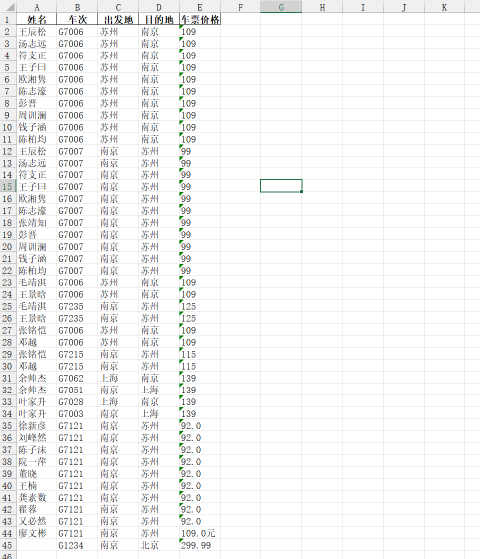 A B C D E F G H I J K
1 姓名 车次 出发地 目的地 车票价格
2 王辰松 G7006 苏州 南京 109
3 汤志远 G7006 苏州 南京 109
4 符支正 G7006 苏州 南京 109
5 王子曰 G7006 苏州 南京 109
6 欧湘隽 G7006 苏州 南京 109
7 陈志濠 G7006 苏州 南京 109
8 彭晋 G7006 苏州 南京 109
9 周训澜 G7006 苏州 南京 109
10 钱子涵 G7006 苏州 南京 109
11 陈柏均 G7006 苏州 南京 109
12 王辰松 G7007 南京 苏州 99
13 汤志远 G7007 南京 苏州 99
14 符支正 G7007 南京 苏州 99
15 王子曰 G7007 南京 苏州 99
16 欧湘隽 G7007 南京 苏州 99
17 陈志濠 G7007 南京 苏州 99
18 张靖知 G7007 南京 苏州 99
19 彭晋 G7007 南京 苏州 99
20 周训澜 G7007 南京 苏州 99
21 钱子涵 G7007 南京 苏州 99
22 陈柏均 G7007 南京 苏州 99
23 毛靖淇 G7006 苏州 南京 109
24 王景晗 G7006 苏州 南京 109
25 毛靖淇 G7235 南京 苏州 125
26 王景晗 G7235 南京 苏州 125
27 张铭恺 G7006 苏州 南京 109
28 邓越 G7006 苏州 南京 109
29 张铭恺 G7215 南京 苏州 115
30 邓越 G7215 南京 苏州 115
31 余帅杰 G7062 上海 南京 139
32 余帅杰 G7051 南京 上海 139
33 叶家升 G7028 上海 南京 139
34 叶家升 G7003 南京 上海 139
35 徐新彦 G7121 南京 苏州 92.0
36 刘峰然 G7121 南京 苏州 92.0
37 陈子沫 G7121 南京 苏州 92.0
38 阮一萍 G7121 南京 苏州 92.0
39 董晓 G7121 南京 苏州 92.0
40 王楠 G7121 南京 苏州 92.0
41 龚素数 G7121 南京 苏州 92.0
42 翟蓉 G7121 南京 苏州 92.0
43 又必然 G7121 南京 苏州 92.0
44 廖文彬 G7121 南京 苏州 109.0元
45 G1234 南京 北京 299.99
46